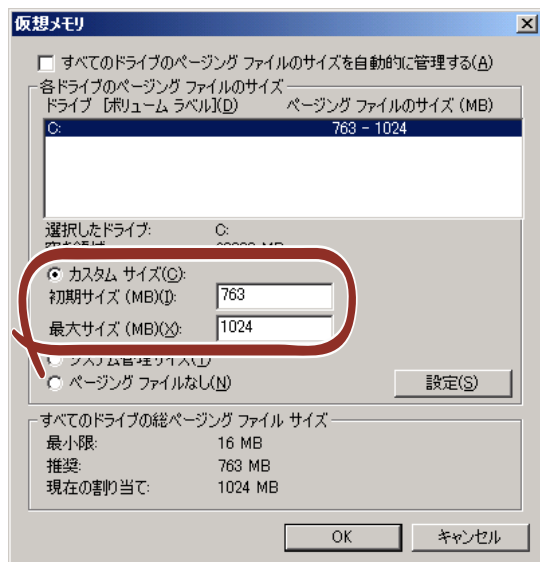 仮想メモリ
すべてのドライブのページング ファイルのサイズを自動的に管理する(A)
各ドライブのページング ファイルのサイズ
ドライブ [ボリューム ラベル](D) ページング ファイルのサイズ (MB)
C: 763 - 1024
選択したドライブ: C:
カスタム サイズ(C):
初期サイズ (MB)(I): 763
最大サイズ (MB)(X): 1024
ページング ファイルなし(N) 設定(S)
すべてのドライブの総ページング ファイル サイズ
最小限: 16 MB
推奨: 763 MB
現在の割り当て: 1024 MB
OK キャンセル